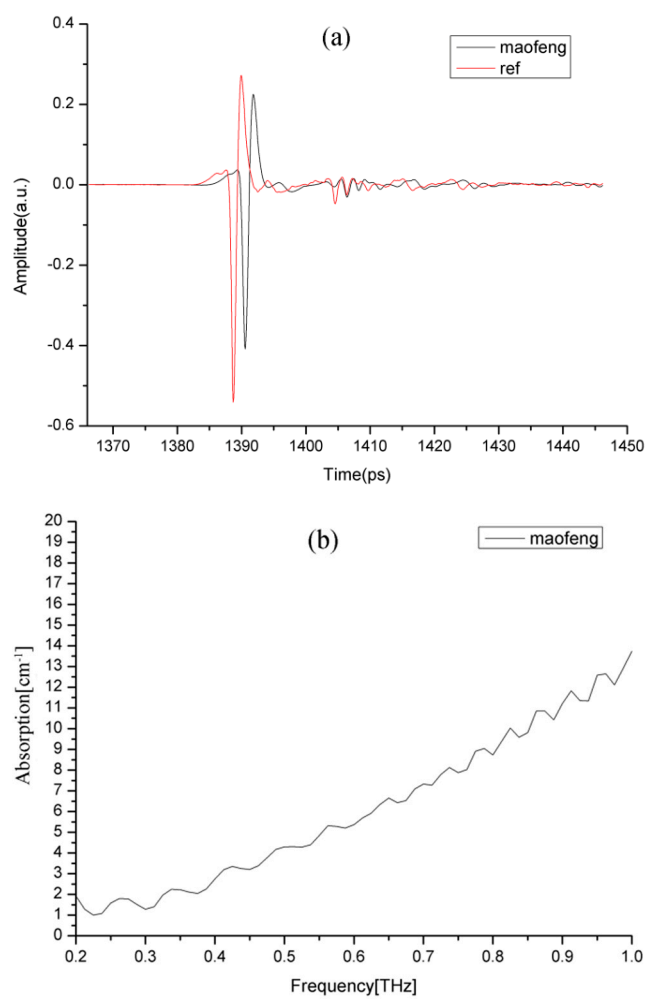 (a)
maofeng
ref
0.4
0.2
0.0
-0.2
-0.4
-0.6
Amplitude(a.u.)
1370 1380 1390 1400 1410 1420 1430 1440 1450
Time(ps)
(b)
maofeng
20
19
18
17
16
15
14
13
12
11
10
9
8
7
6
5
4
3
2
1
0
Absorption[cm⁻¹]
0.2 0.3 0.4 0.5 0.6 0.7 0.8 0.9 1.0
Frequency[THz]